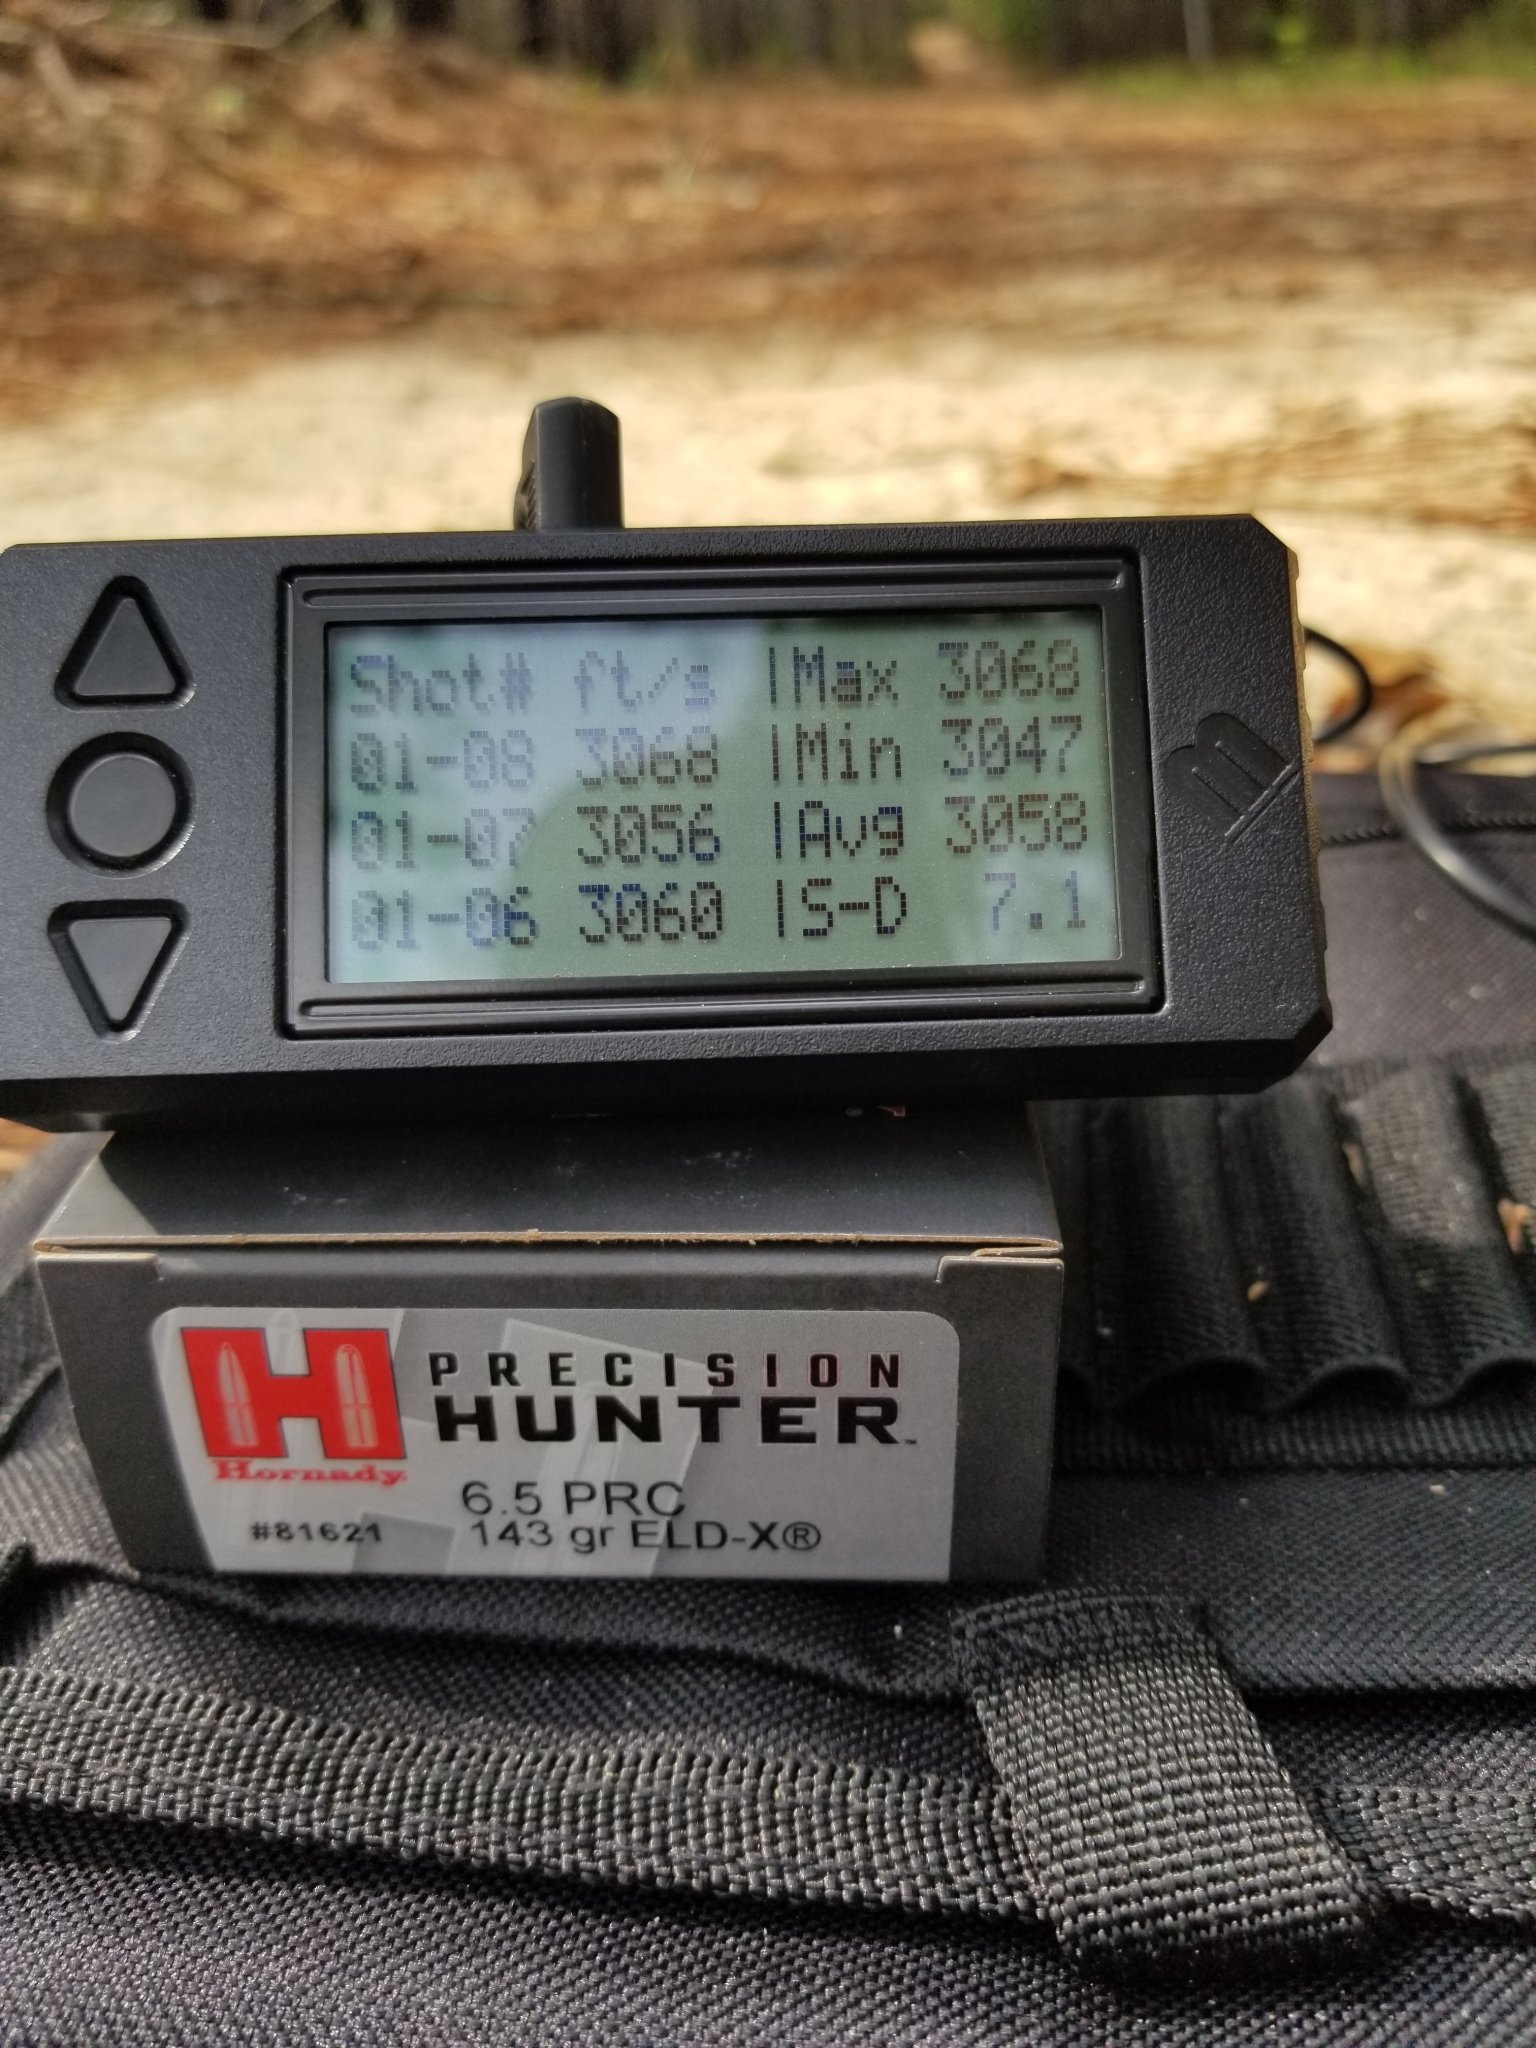 Shot# ft/s |Max 3068
01-08 3068 |Min 3047
01-07 3056 |Avg 3058
01-06 3060 |S-D 7.1
m
PRECISION
HUNTER™
Hornady
6.5 PRC
#81621 143 gr ELD-X®